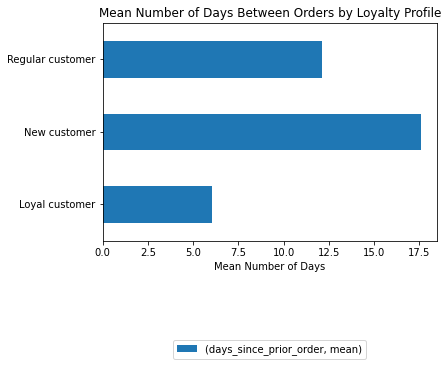 Mean Number of Days Between Orders by Loyalty Profile
Regular customer
New customer
Loyal customer
0.0 2.5 5.0 7.5 10.0 12.5 15.0 17.5
Mean Number of Days
(days_since_prior_order, mean)